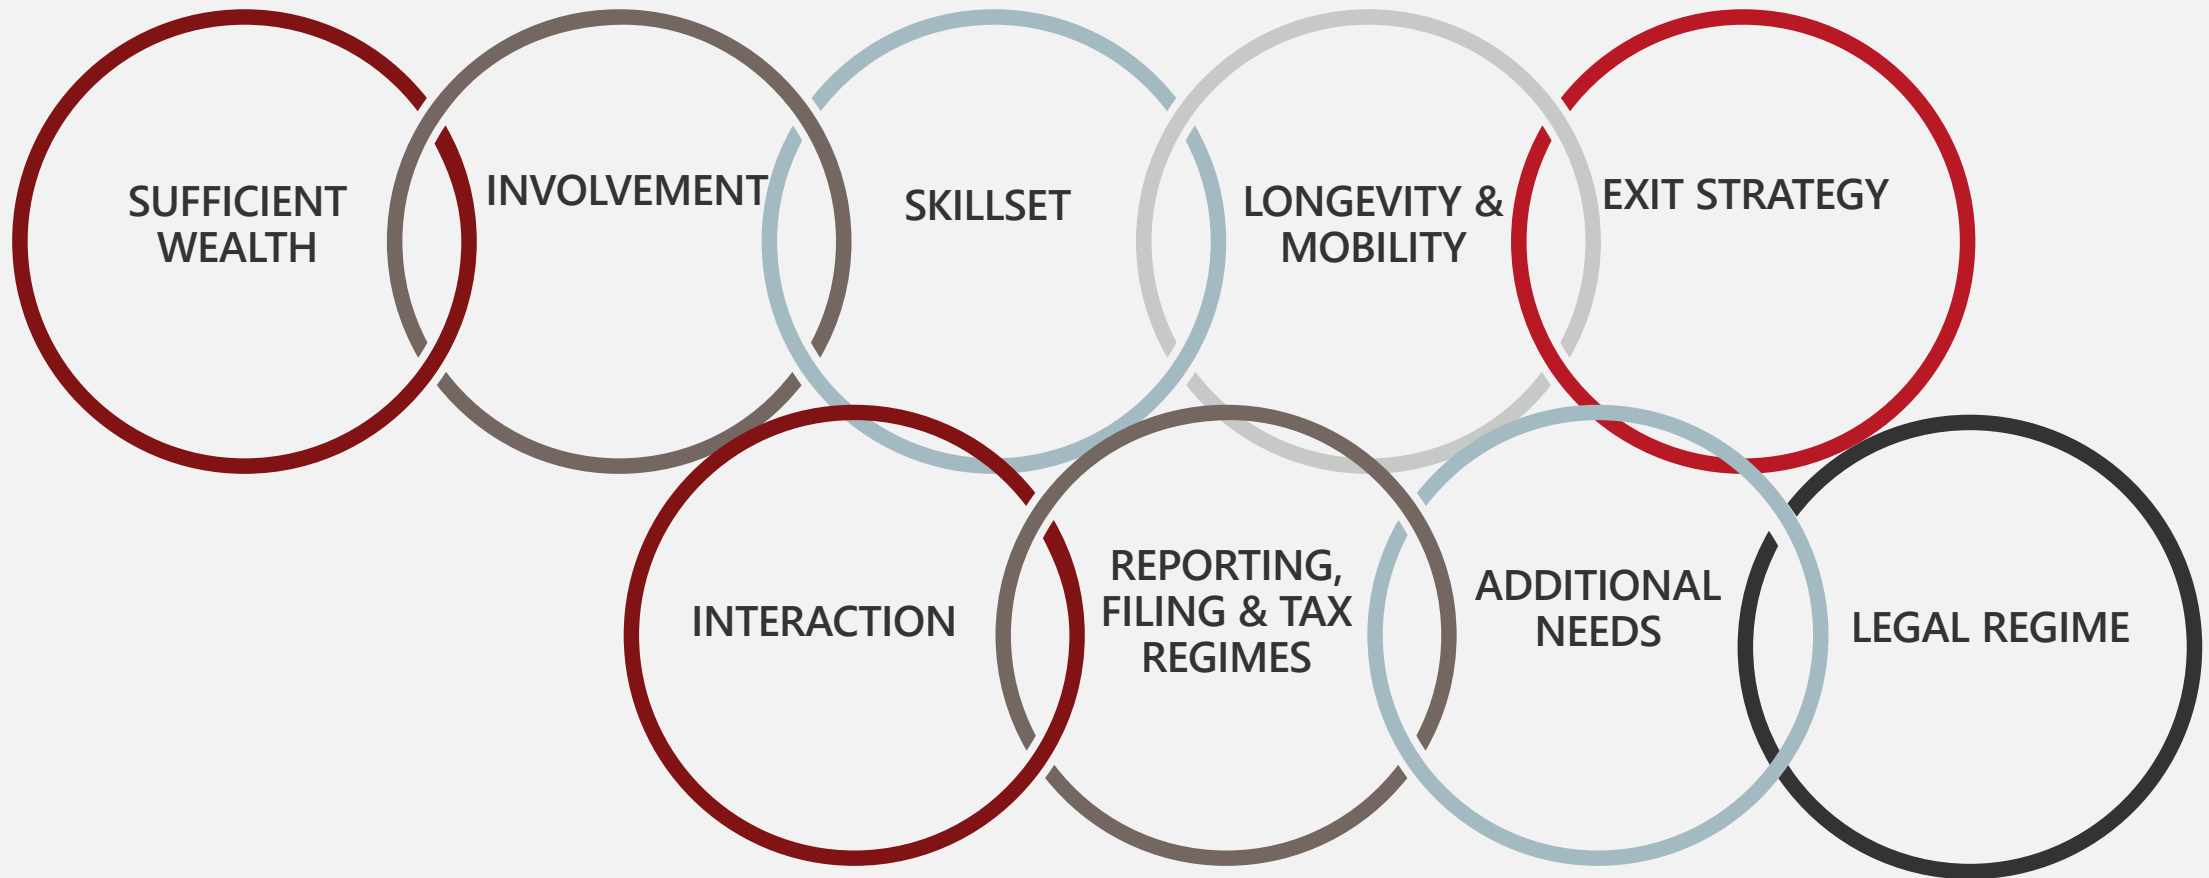 SUFFICIENT
WEALTH
INVOLVEMENT
SKILLSET
LONGEVITY &
MOBILITY
EXIT STRATEGY
INTERACTION
REPORTING,
FILING & TAX
REGIMES
ADDITIONAL
NEEDS
LEGAL REGIME